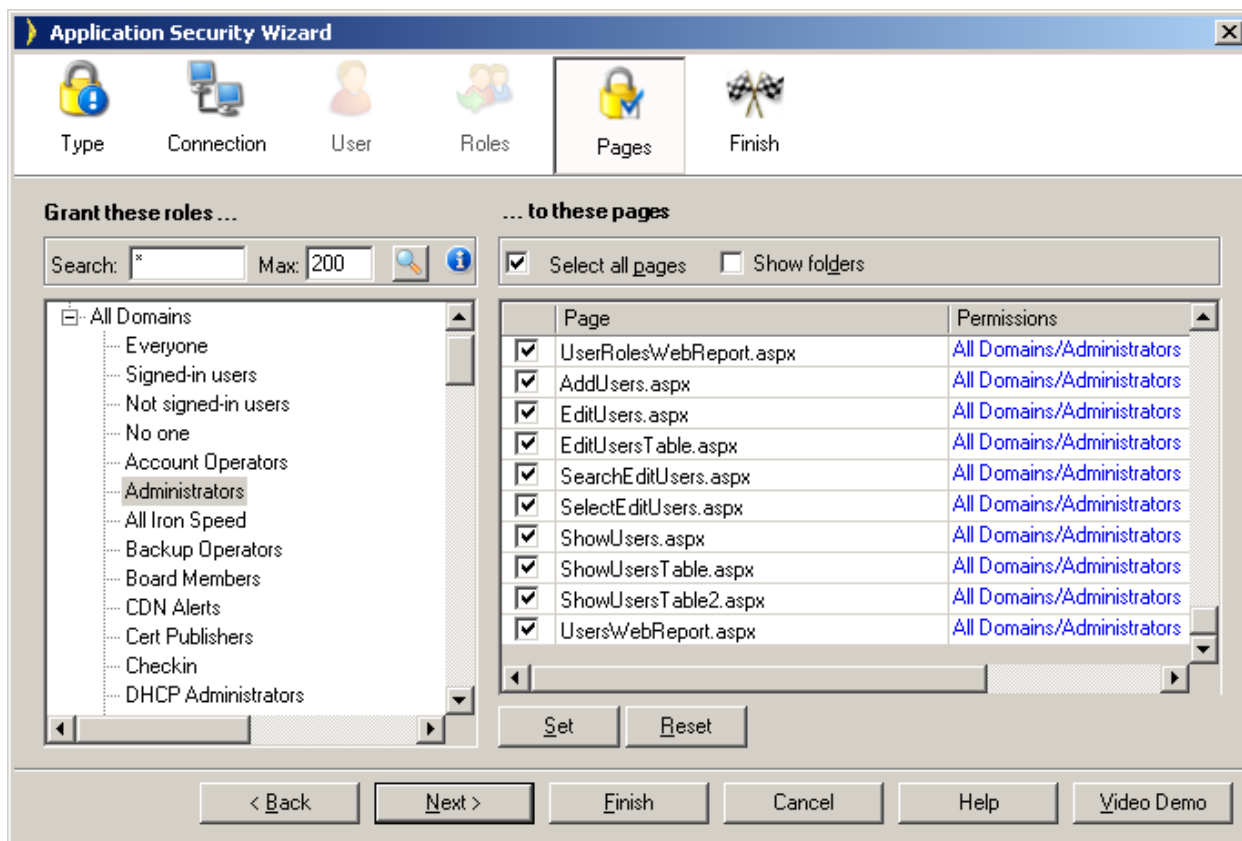 Application Security Wizard
Type Connection User Roles Pages Finish
Grant these roles ...
... to these pages
Search: * Max: 200
Select all pages Show folders
All Domains
Everyone
Signed-in users
Not signed-in users
No one
Account Operators
Administrators
All Iron Speed
Backup Operators
Board Members
CDN Alerts
Cert Publishers
Checkin
DHCP Administrators
Page Permissions
UserRolesWebReport.aspx All Domains/Administrators
AddUsers.aspx All Domains/Administrators
EditUsers.aspx All Domains/Administrators
EditUsersTable.aspx All Domains/Administrators
SearchEditUsers.aspx All Domains/Administrators
SelectEditUsers.aspx All Domains/Administrators
ShowUsers.aspx All Domains/Administrators
ShowUsersTable.aspx All Domains/Administrators
ShowUsersTable2.aspx All Domains/Administrators
UsersWebReport.aspx All Domains/Administrators
Set Reset
< Back Next > Finish Cancel Help Video Demo